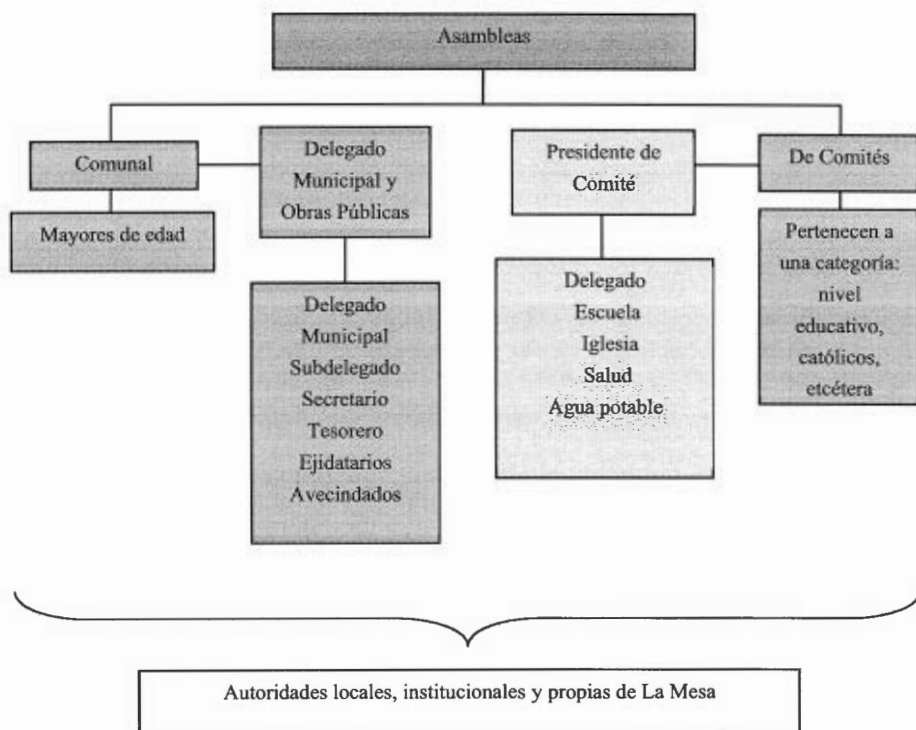 Asambleas
Comunal
Mayores de edad
Delegado
Municipal y
Obras Públicas
Delegado
Municipal
Subdelegado
Secretario
Tesorero
Ejidatarios
Avecindados
Presidente de
Comité
Delegado
Escuela
Iglesia
Salud
Agua potable
De Comités
Pertenecen a
una categoría:
nivel
educativo,
católicos,
etcétera
Autoridades locales, institucionales y propias de La Mesa